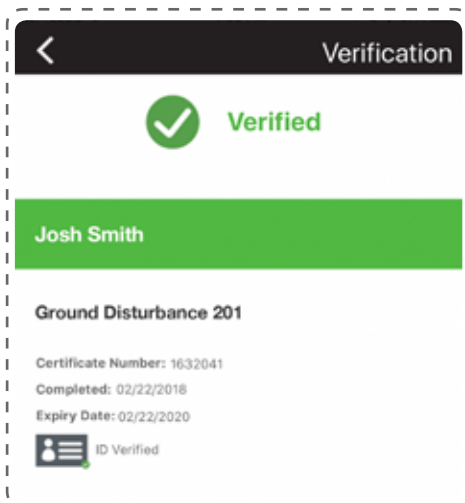 Verification
Verified
Josh Smith
Ground Disturbance 201
Certificate Number: 1632041
Completed: 02/22/2018
Expiry Date: 02/22/2020
ID Verified